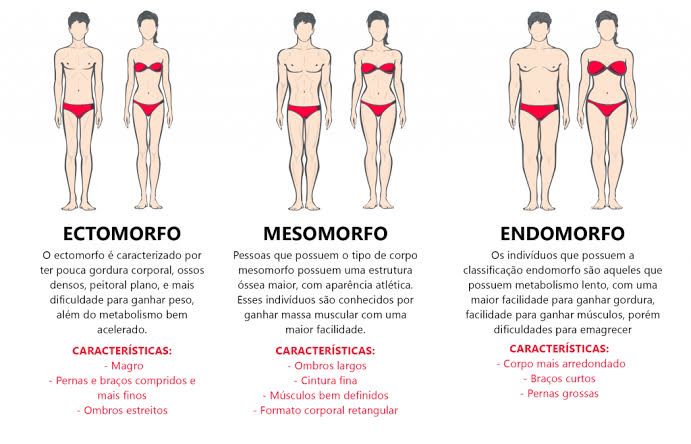 ECTOMORFO
O ectomorfo é caracterizado por
ter pouca gordura corporal, ossos
densos, peitoral plano, e mais
dificuldade para ganhar peso,
além do metabolismo bem
acelerado.
CARACTERÍSTICAS:
- Magro
- Pernas e braços compridos e
mais finos
- Ombros estreitos
MESOMORFO
Pessoas que possuem o tipo de corpo
mesomorfo possuem uma estrutura
óssea maior, com aparência atlética.
Esses indivíduos são conhecidos por
ganhar massa muscular com uma
maior facilidade.
CARACTERÍSTICAS:
- Ombros largos
- Cintura fina
- Músculos bem definidos
- Formato corporal retangular
ENDOMORFO
Os indivíduos que possuem a
classificação endomorfo são aqueles que
possuem metabolismo lento, com uma
maior facilidade para ganhar gordura,
facilidade para ganhar músculos, porém
dificuldades para emagrecer
CARACTERÍSTICAS:
- Corpo mais arredondado
- Braços curtos
- Pernas grossas